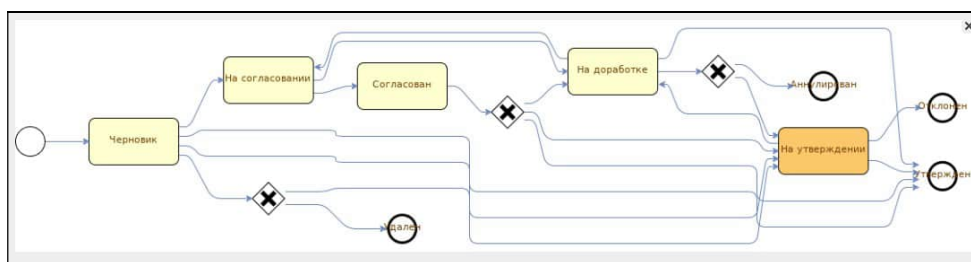 Черновик
На согласовании
Согласован
На доработке
Аннулирован
На утверждении
Отклонен
Утвержден
Удален